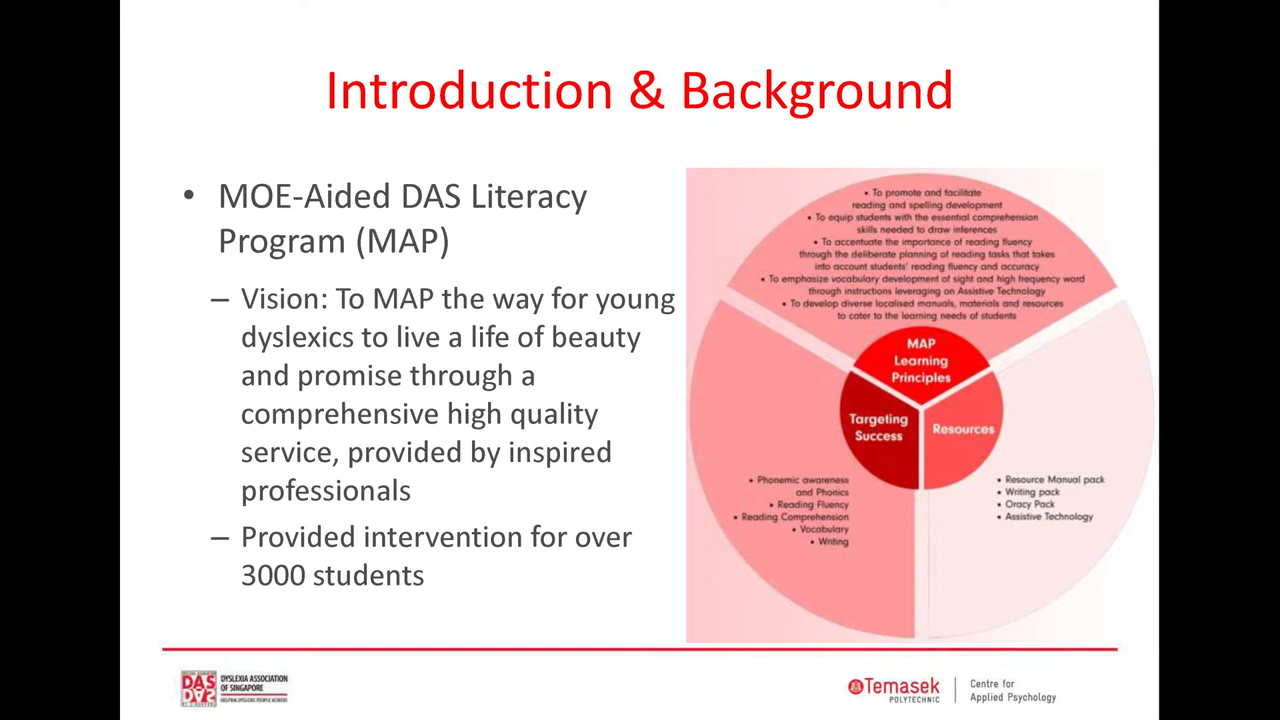 Introduction & Background
• MOE-Aided DAS Literacy
Program (MAP)
– Vision: To MAP the way for young
dyslexics to live a life of beauty
and promise through a
comprehensive high quality
service, provided by inspired
professionals
– Provided intervention for over
3000 students
• To promote and facilitate
reading and spelling development
• To equip students with the essential comprehension
skills needed to draw inferences
• To accentuate the importance of reading fluency
through the deliberate planning of reading tasks that takes
into account students' reading fluency and accuracy
• To emphasize vocabulary development of sight and high frequency word
through instructions leveraging on Assistive Technology
• To develop diverse localised manuals, materials and resources
to cater to the learning needs of students
MAP
Learning
Principles
Targeting
Success
Resources
• Phonemic awareness
and Phonics
• Reading Fluency
• Reading Comprehension
• Vocabulary
• Writing
• Resource Manual pack
• Writing pack
• Oracy Pack
• Assistive Technology
DAS
DYSLEXIA ASSOCIATION
OF SINGAPORE
HELPING DYSLEXIC PEOPLE ACHIEVE
Temasek
POLYTECHNIC
Centre for
Applied Psychology